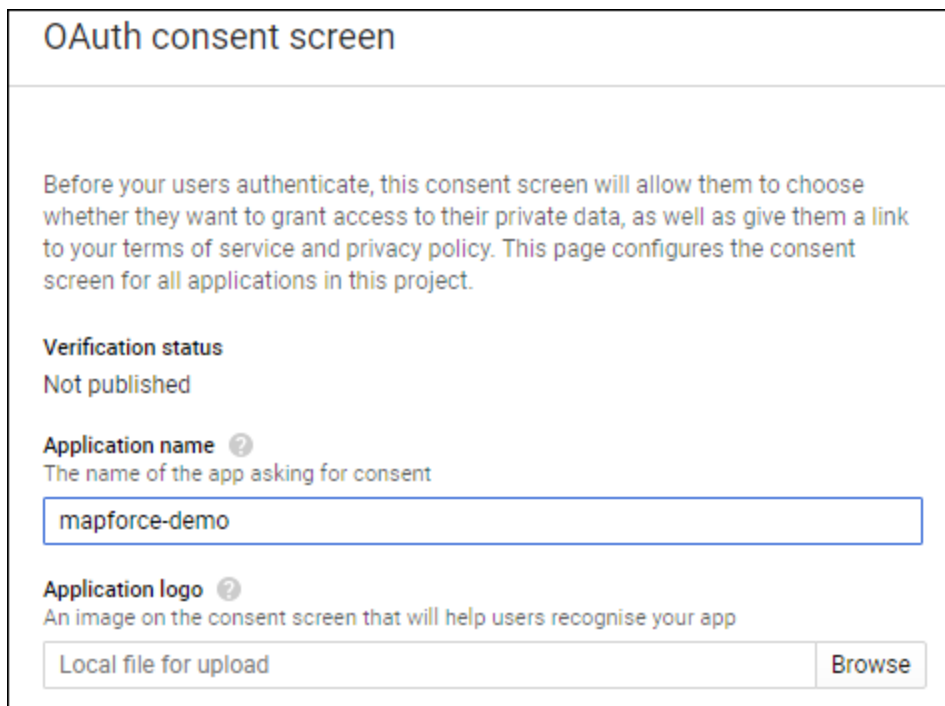 OAuth consent screen
Before your users authenticate, this consent screen will allow them to choose
whether they want to grant access to their private data, as well as give them a link
to your terms of service and privacy policy. This page configures the consent
screen for all applications in this project.
Verification status
Not published
Application name ?
The name of the app asking for consent
mapforce-demo
Application logo ?
An image on the consent screen that will help users recognise your app
Local file for upload Browse